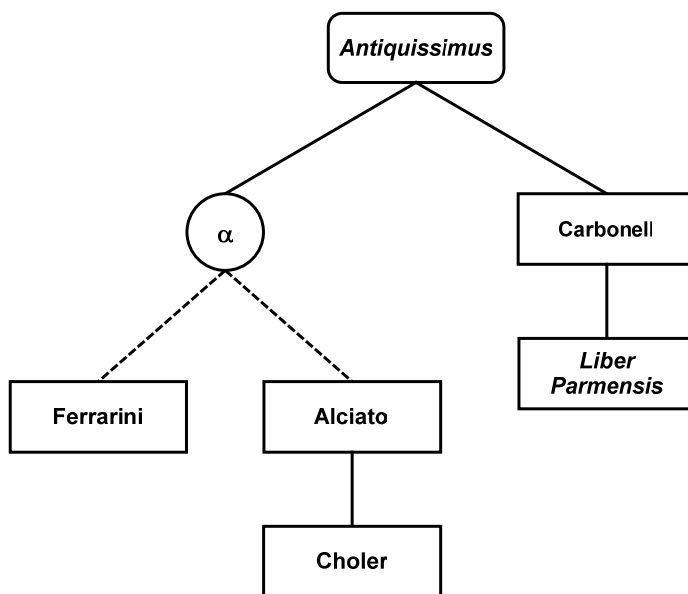 Antiquissimus
α
Carbonell
Liber
Parmensis
Ferrarini
Alciato
Choler